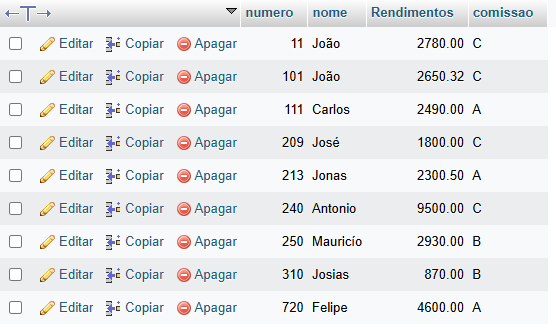 numero nome Rendimentos comissao
Editar Copiar Apagar 11 João 2780.00 C
Editar Copiar Apagar 101 João 2650.32 C
Editar Copiar Apagar 111 Carlos 2490.00 A
Editar Copiar Apagar 209 José 1800.00 C
Editar Copiar Apagar 213 Jonas 2300.50 A
Editar Copiar Apagar 240 Antonio 9500.00 C
Editar Copiar Apagar 250 Mauricío 2930.00 B
Editar Copiar Apagar 310 Josias 870.00 B
Editar Copiar Apagar 720 Felipe 4600.00 A